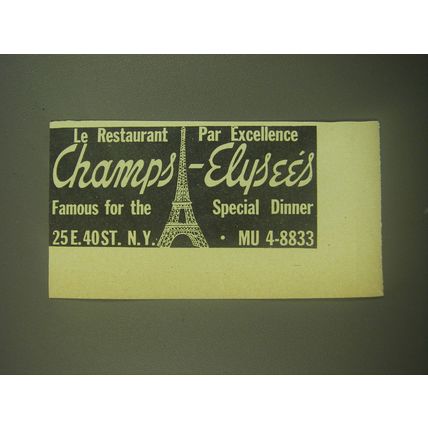 Le Restaurant Par Excellence
Champs-Elyseés
Famous for the Special Dinner
25 E. 40 ST. N.Y. • MU 4-8833